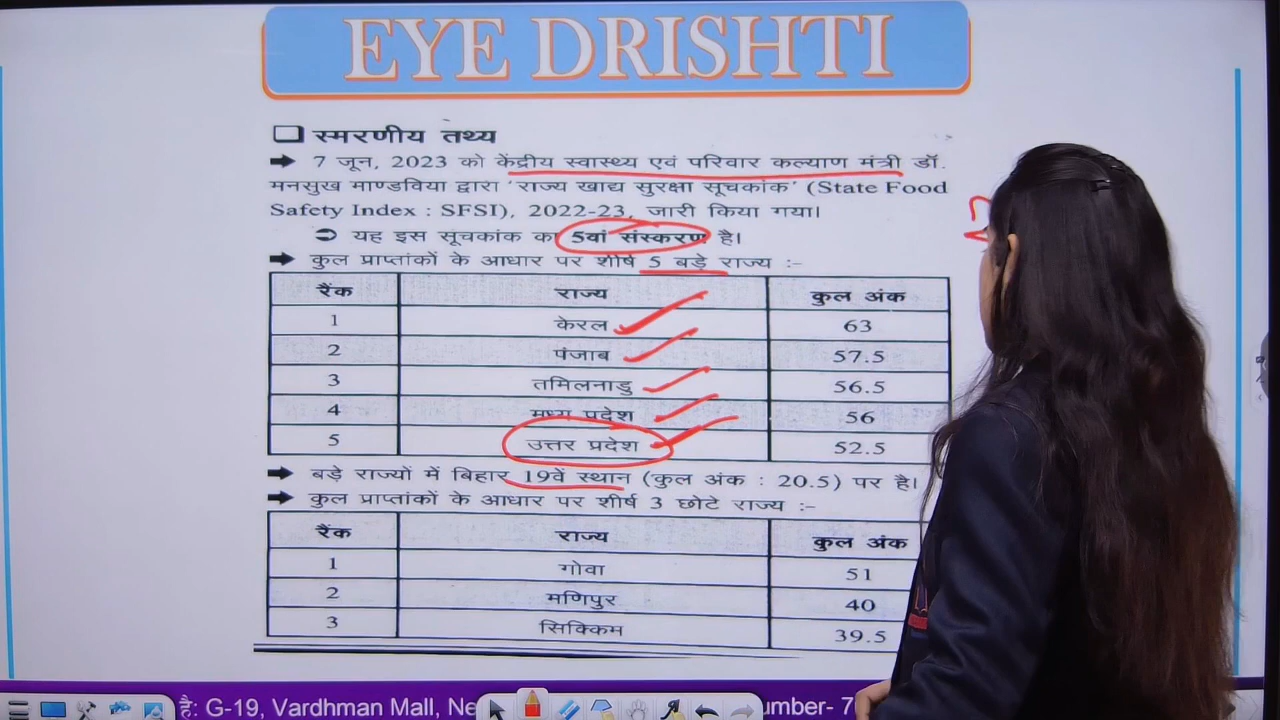 EYE DRISHTI
❑ स्मरणीय तथ्य
➡ 7 जून, 2023 को केंद्रीय स्वास्थ्य एवं परिवार कल्याण मंत्री डॉ.
मनसुख माण्डविया द्वारा 'राज्य खाद्य सुरक्षा सूचकांक' (State Food
Safety Index : SFSI), 2022-23, जारी किया गया।
➲ यह इस सूचकांक का 5वां संस्करण है।
➡ कुल प्राप्तांकों के आधार पर शीर्ष 5 बड़े राज्य :-
रैंक राज्य कुल अंक
1 केरल 63
2 पंजाब 57.5
3 तमिलनाडु 56.5
4 मध्य प्रदेश 56
5 उत्तर प्रदेश 52.5
➡ बड़े राज्यों में बिहार 19वें स्थान (कुल अंक : 20.5) पर है।
➡ कुल प्राप्तांकों के आधार पर शीर्ष 3 छोटे राज्य :-
रैंक राज्य कुल अंक
1 गोवा 51
2 मणिपुर 40
3 सिक्किम 39.5
है: G-19, Vardhman Mall, Ne umber- 7